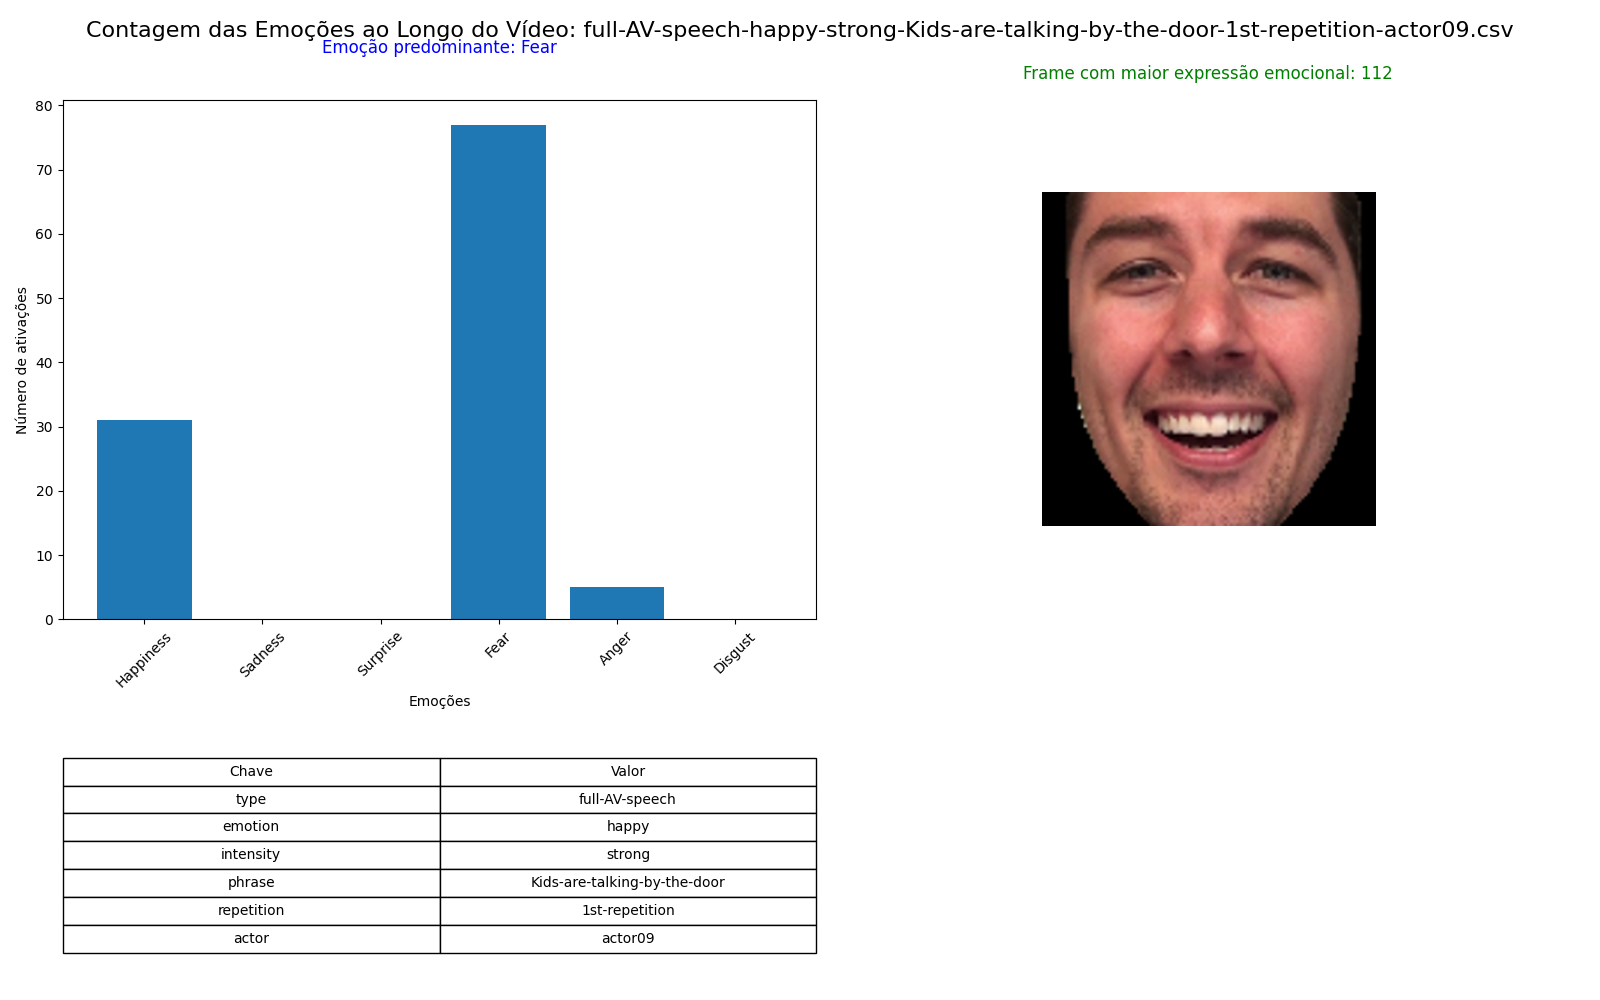 Contagem das Emoções ao Longo do Vídeo: full-AV-speech-happy-strong-Kids-are-talking-by-the-door-1st-repetition-actor09.csv
Emoção predominante: Fear
Frame com maior expressão emocional: 112
80
70
60
50
40
30
20
10
0
Número de ativações
Happiness
Sadness
Surprise
Fear
Anger
Disgust
Emoções
Chave Valor
type full-AV-speech
emotion happy
intensity strong
phrase Kids-are-talking-by-the-door
repetition 1st-repetition
actor actor09